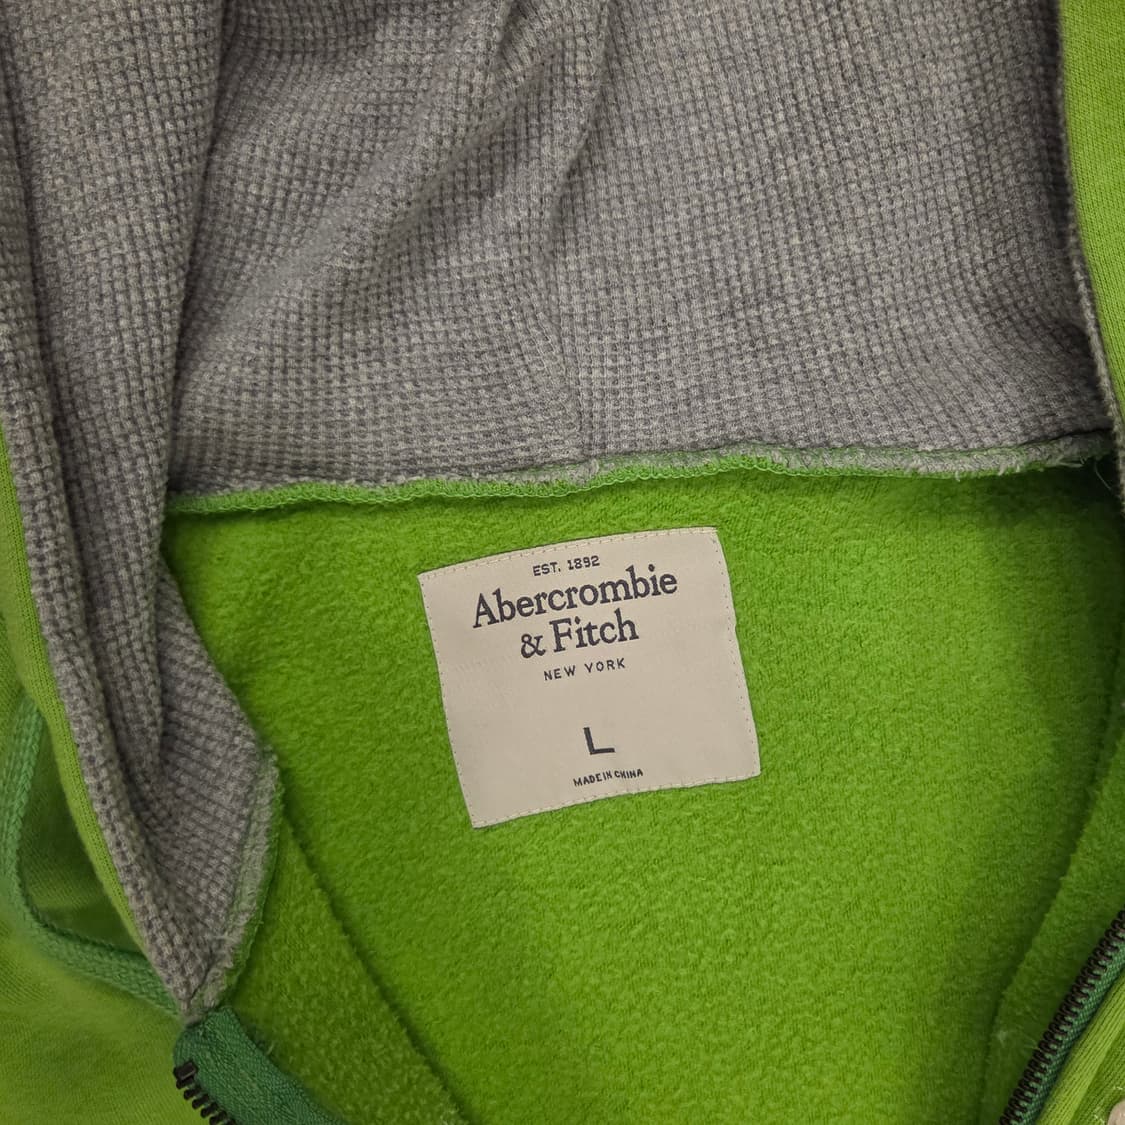 EST. 1892
Abercrombie
& Fitch
NEW YORK
L
MADE IN CHINA